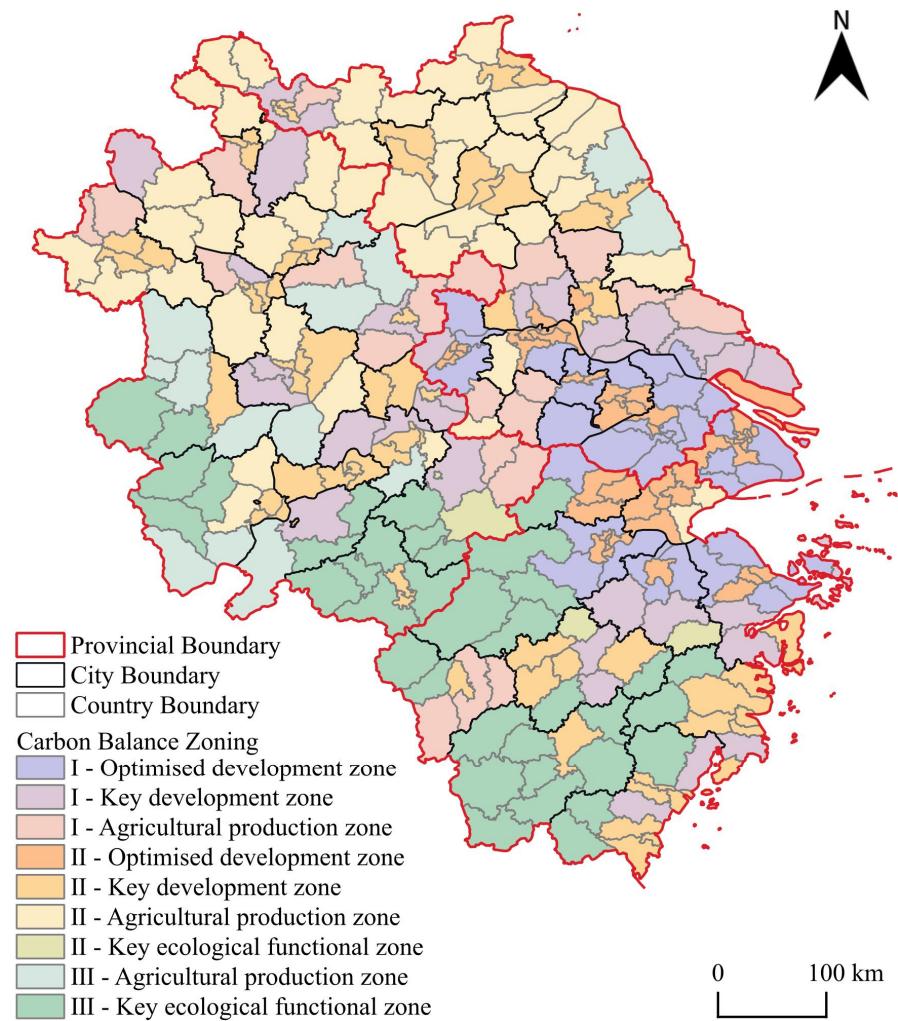 N
Provincial Boundary
City Boundary
Country Boundary
Carbon Balance Zoning
I - Optimised development zone
I - Key development zone
I - Agricultural production zone
II - Optimised development zone
II - Key development zone
II - Agricultural production zone
II - Key ecological functional zone
III - Agricultural production zone
III - Key ecological functional zone
0 100 km